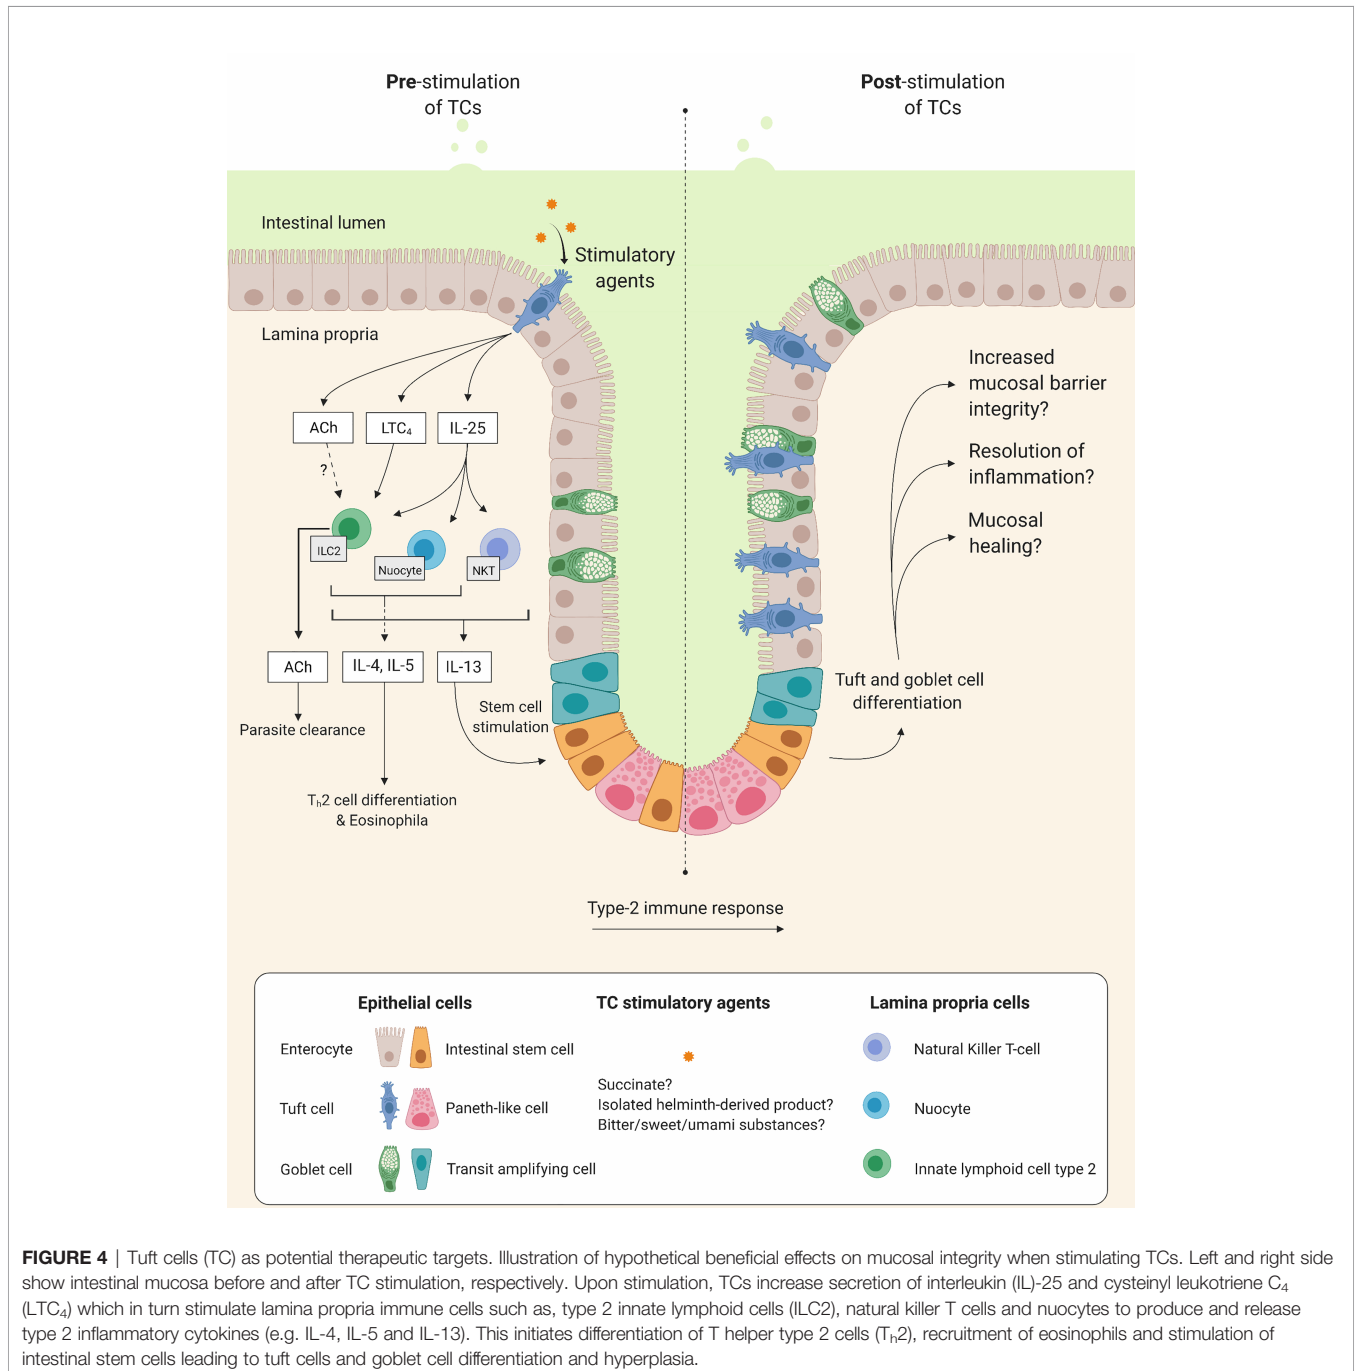 Pre-stimulation
of TCs
Post-stimulation
of TCs
Intestinal lumen
Stimulatory
agents
Lamina propria
ACh
LTC4
IL-25
?
ILC2
Nuocyte
NKT
ACh
IL-4, IL-5
IL-13
Parasite clearance
Stem cell
stimulation
Th2 cell differentiation
& Eosinophila
Increased
mucosal barrier
integrity?
Resolution of
inflammation?
Mucosal
healing?
Tuft and goblet cell
differentiation
Type-2 immune response
Epithelial cells
Enterocyte
Intestinal stem cell
Tuft cell
Paneth-like cell
Goblet cell
Transit amplifying cell
TC stimulatory agents
Succinate?
Isolated helminth-derived product?
Bitter/sweet/umami substances?
Lamina propria cells
Natural Killer T-cell
Nuocyte
Innate lymphoid cell type 2
FIGURE 4 | Tuft cells (TC) as potential therapeutic targets. Illustration of hypothetical beneficial effects on mucosal integrity when stimulating TCs. Left and right side
show intestinal mucosa before and after TC stimulation, respectively. Upon stimulation, TCs increase secretion of interleukin (IL)-25 and cysteinyl leukotriene C4
(LTC4) which in turn stimulate lamina propria immune cells such as, type 2 innate lymphoid cells (ILC2), natural killer T cells and nuocytes to produce and release
type 2 inflammatory cytokines (e.g. IL-4, IL-5 and IL-13). This initiates differentiation of T helper type 2 cells (Th2), recruitment of eosinophils and stimulation of
intestinal stem cells leading to tuft cells and goblet cell differentiation and hyperplasia.